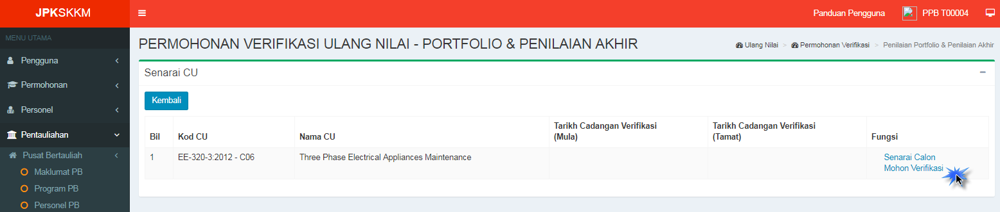 JPKSKKM
Panduan Pengguna
PPB T00004
MENU UTAMA
Pengguna
Permohonan
Personel
Pentauliahan
Pusat Bertauliah
Maklumat PB
Program PB
Personel PB
PERMOHONAN VERIFIKASI ULANG NILAI - PORTFOLIO & PENILAIAN AKHIR
Ulang Nilai > Permohonan Verifikasi > Penilaian Portfolio & Penilaian Akhir
Senarai CU
Kembali
Bil Kod CU Nama CU Tarikh Cadangan Verifikasi (Mula) Tarikh Cadangan Verifikasi (Tamat) Fungsi
1 EE-320-3:2012 - C06 Three Phase Electrical Appliances Maintenance Senarai Calon
Mohon Verifikasi